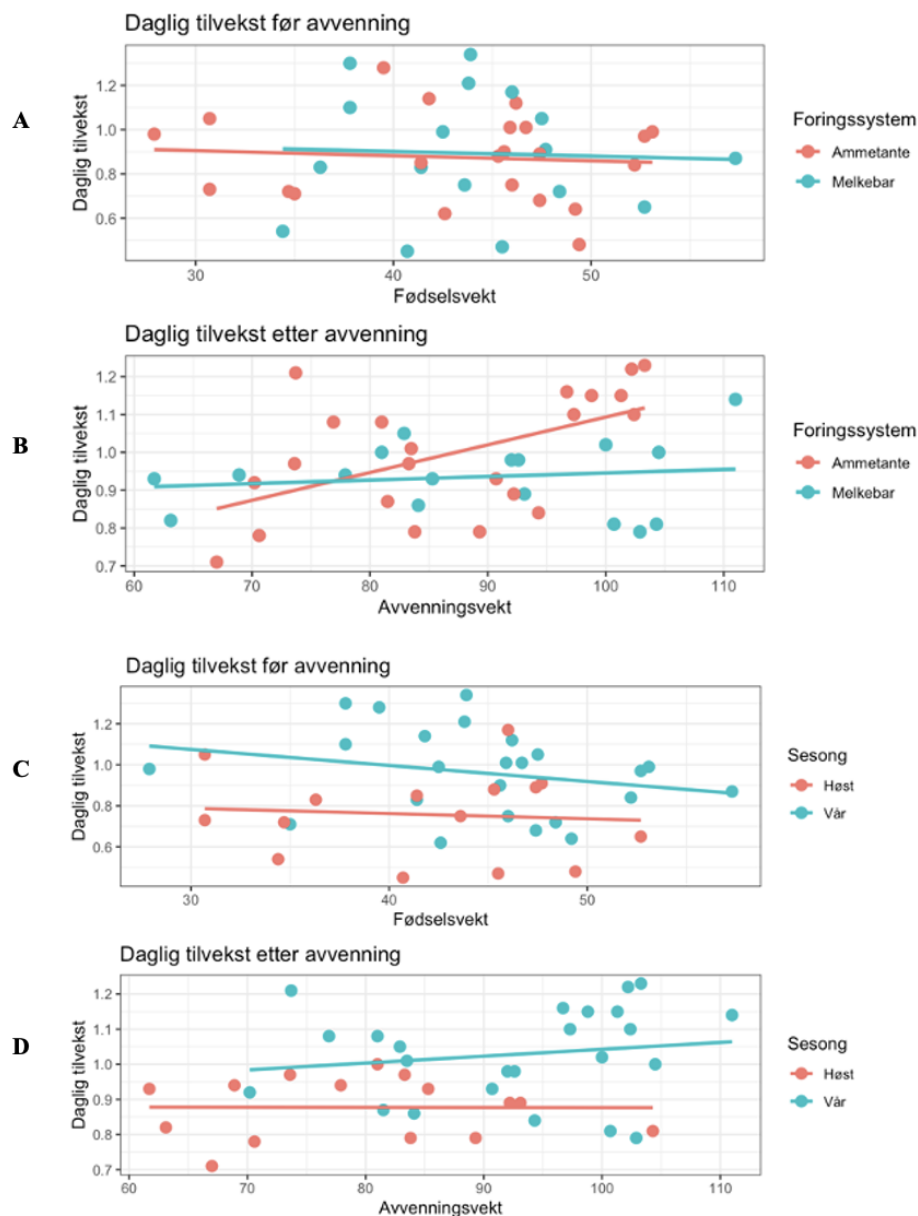 Daglig tilvekst før avvenning
A
Daglig tilvekst
1.2
1.0
0.8
0.6
30
40
50
Fødselsvekt
Foringssystem
Ammetante
Melkebar
Daglig tilvekst etter avvenning
B
Daglig tilvekst
1.2
1.1
1.0
0.9
0.8
0.7
60
70
80
90
100
110
Avvenningsvekt
Foringssystem
Ammetante
Melkebar
Daglig tilvekst før avvenning
C
Daglig tilvekst
1.2
1.0
0.8
0.6
30
40
50
Fødselsvekt
Sesong
Høst
Vår
Daglig tilvekst etter avvenning
D
Daglig tilvekst
1.2
1.1
1.0
0.9
0.8
0.7
60
70
80
90
100
110
Avvenningsvekt
Sesong
Høst
Vår